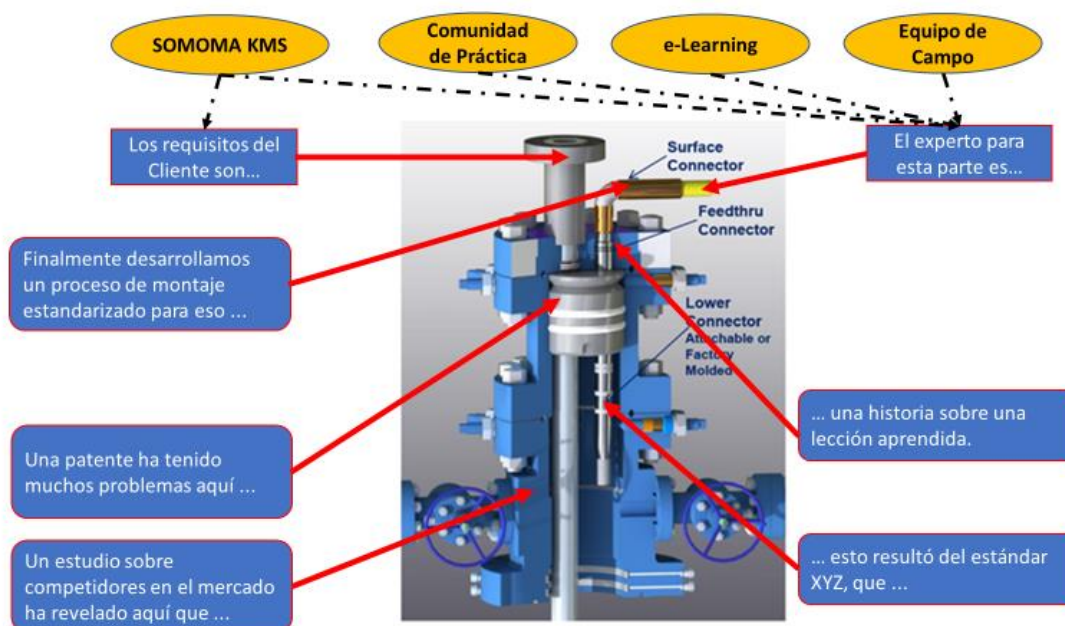 SOMOMA KMS
Comunidad
de Práctica
e-Learning
Equipo de
Campo
Los requisitos del
Cliente son...
El experto para
esta parte es...
Surface
Connector
Feedthru
Connector
Finalmente desarrollamos
un proceso de montaje
estandarizado para eso ...
Lower
Connector
Attachable or
Factory
Molded
... una historia sobre una
lección aprendida.
Una patente ha tenido
muchos problemas aquí ...
Un estudio sobre
competidores en el mercado
ha revelado aquí que ...
... esto resultó del estándar
XYZ, que ...